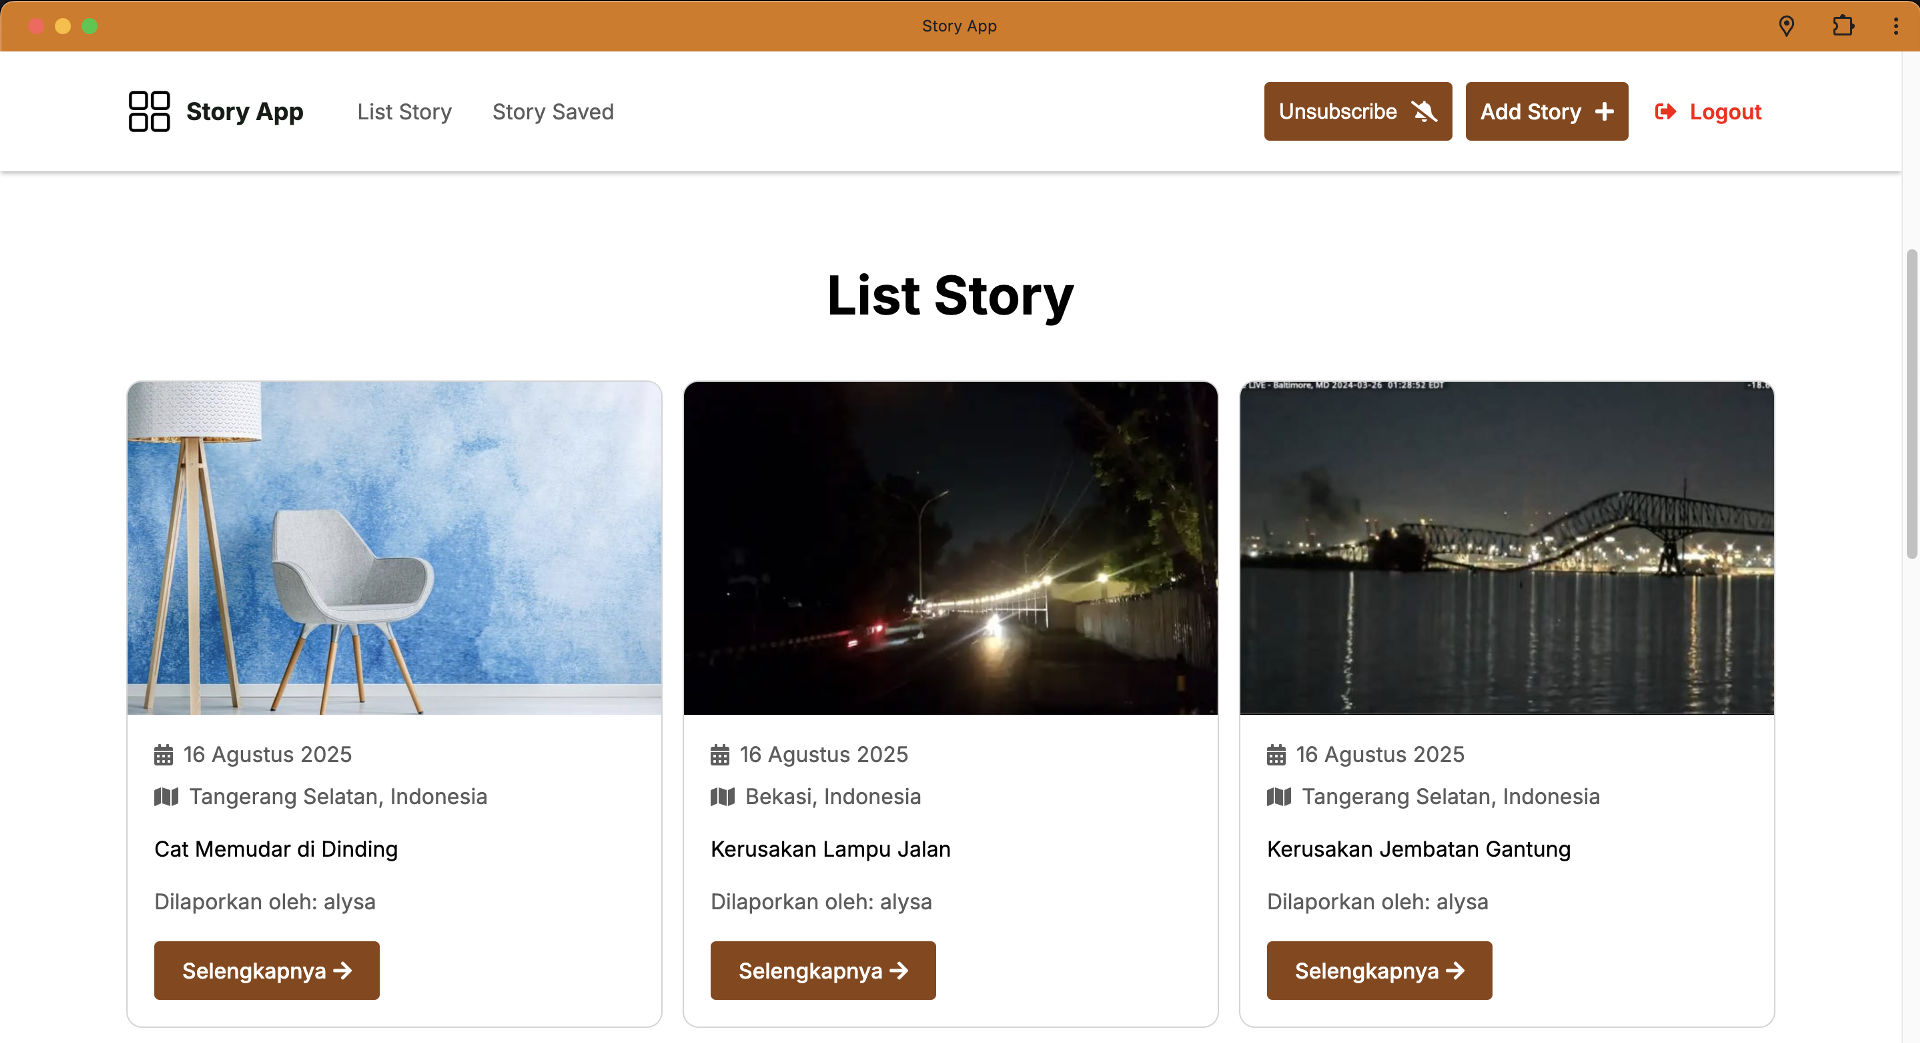 Story App
Story App
List Story
Story Saved
Unsubscribe
Add Story
Logout
List Story
LIVE - Baltimore, MD 2024-03-26 01:28:52 EDT
-18.6
16 Agustus 2025
Tangerang Selatan, Indonesia
Cat Memudar di Dinding
Dilaporkan oleh: alysa
Selengkapnya
16 Agustus 2025
Bekasi, Indonesia
Kerusakan Lampu Jalan
Dilaporkan oleh: alysa
Selengkapnya
16 Agustus 2025
Tangerang Selatan, Indonesia
Kerusakan Jembatan Gantung
Dilaporkan oleh: alysa
Selengkapnya